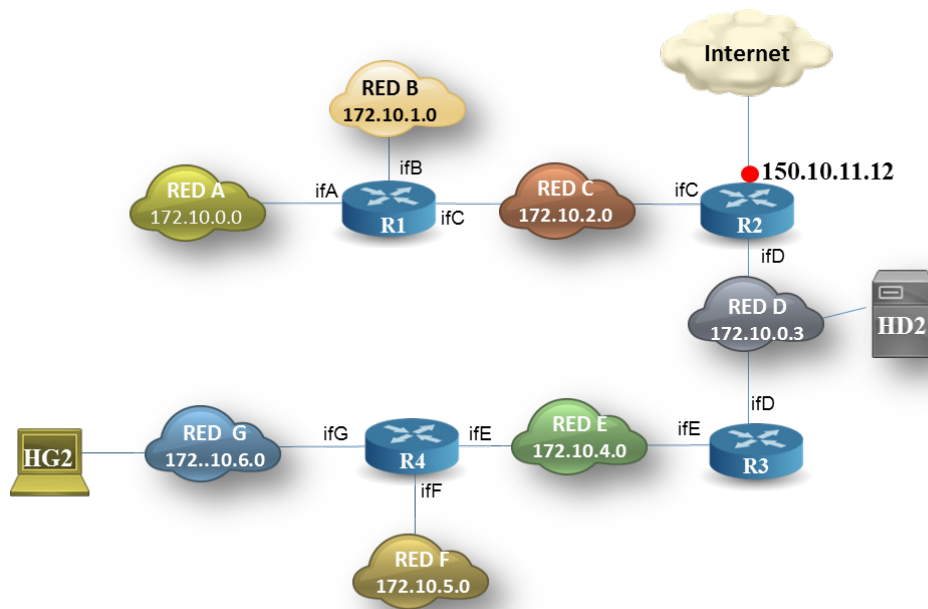 Internet
RED B
172.10.1.0
150.10.11.12
ifB
RED A
172.10.0.0
ifA
R1
ifC
RED C
172.10.2.0
ifC
R2
ifD
RED D
172.10.0.3
HD2
ifD
HG2
RED G
172..10.6.0
ifG
R4
ifE
RED E
172.10.4.0
ifE
R3
ifF
RED F
172.10.5.0